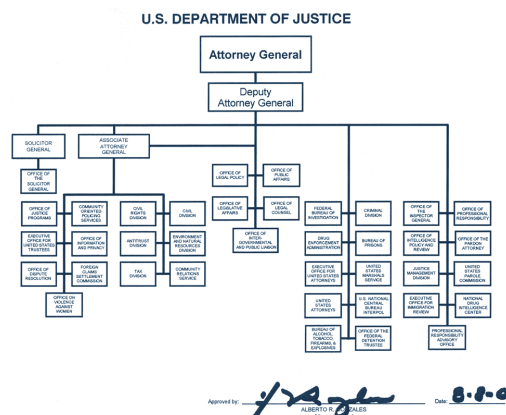 U.S. DEPARTMENT OF JUSTICE
Attorney General
Deputy
Attorney General
SOLICITOR
GENERAL
ASSOCIATE
ATTORNEY
GENERAL
OFFICE OF
THE
SOLICITOR
GENERAL
OFFICE OF
LEGAL POLICY
OFFICE OF
PUBLIC
AFFAIRS
OFFICE OF
LEGISLATIVE
AFFAIRS
OFFICE OF
LEGAL
COUNSEL
OFFICE OF
INTER-
GOVERNMENTAL
AND PUBLIC LIAISON
OFFICE OF
JUSTICE
PROGRAMS
COMMUNITY
ORIENTED
POLICING
SERVICES
EXECUTIVE
OFFICE FOR
UNITED STATES
TRUSTEES
OFFICE OF
INFORMATION
AND PRIVACY
OFFICE OF
DISPUTE
RESOLUTION
FOREIGN
CLAIMS
SETTLEMENT
COMMISSION
OFFICE ON
VIOLENCE
AGAINST
WOMEN
CIVIL
RIGHTS
DIVISION
CIVIL
DIVISION
ANTITRUST
DIVISION
ENVIRONMENT
AND NATURAL
RESOURCES
DIVISION
TAX
DIVISION
COMMUNITY
RELATIONS
SERVICE
FEDERAL
BUREAU OF
INVESTIGATION
CRIMINAL
DIVISION
DRUG
ENFORCEMENT
ADMINISTRATION
BUREAU OF
PRISONS
EXECUTIVE
OFFICE FOR
UNITED STATES
ATTORNEYS
UNITED
STATES
MARSHALS
SERVICE
UNITED
STATES
ATTORNEYS
U.S. NATIONAL
CENTRAL
BUREAU
INTERPOL
BUREAU OF
ALCOHOL,
TOBACCO,
FIREARMS, &
EXPLOSIVES
OFFICE OF THE
FEDERAL
DETENTION
TRUSTEE
OFFICE OF
THE
INSPECTOR
GENERAL
OFFICE OF
PROFESSIONAL
RESPONSIBILITY
OFFICE OF
INTELLIGENCE
POLICY AND
REVIEW
OFFICE OF THE
PARDON
ATTORNEY
JUSTICE
MANAGEMENT
DIVISION
UNITED
STATES
PAROLE
COMMISSION
EXECUTIVE
OFFICE FOR
IMMIGRATION
REVIEW
NATIONAL
DRUG
INTELLIGENCE
CENTER
PROFESSIONAL
RESPONSIBILITY
ADVISORY
OFFICE
Approved by:
ALBERTO R. GONZALES
Date: